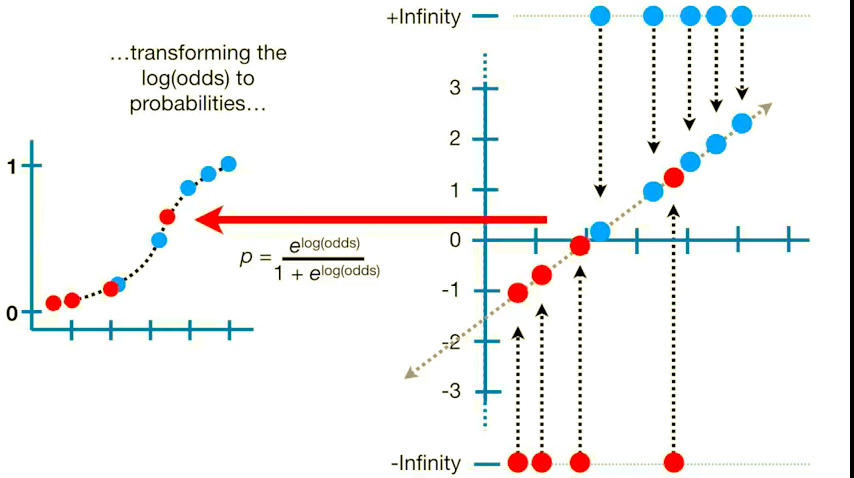 …transforming the
log(odds) to
probabilities…
1
0
p = e^log(odds) / 1 + e^log(odds)
+Infinity
3
2
1
0
-1
-2
-3
-Infinity